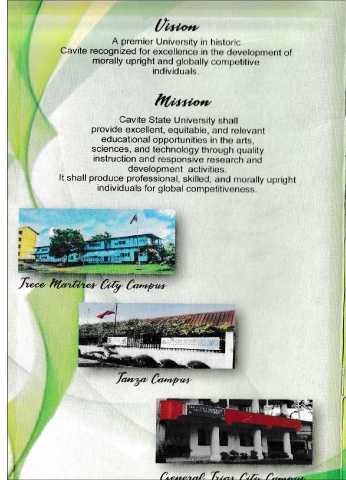 Vision
A premier University in historic
Cavite recognized for excellence in the development of
morally upright and globally competitive
individuals.
Mission
Cavite State University shall
provide excellent, equitable, and relevant
educational opportunities in the arts,
sciences, and technology through quality
instruction and responsive research and
development activities.
It shall produce professional, skilled, and morally upright
individuals for global competitiveness.
Trece Martires City Campus
Tanza Campus
General Trias City Campus